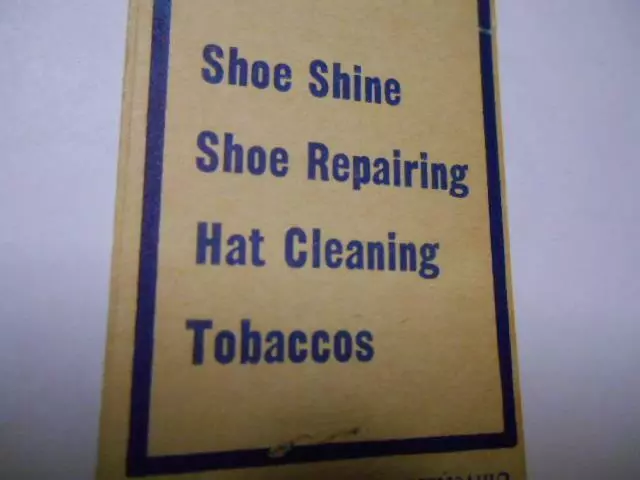 Shoe Shine
Shoe Repairing
Hat Cleaning
Tobaccos